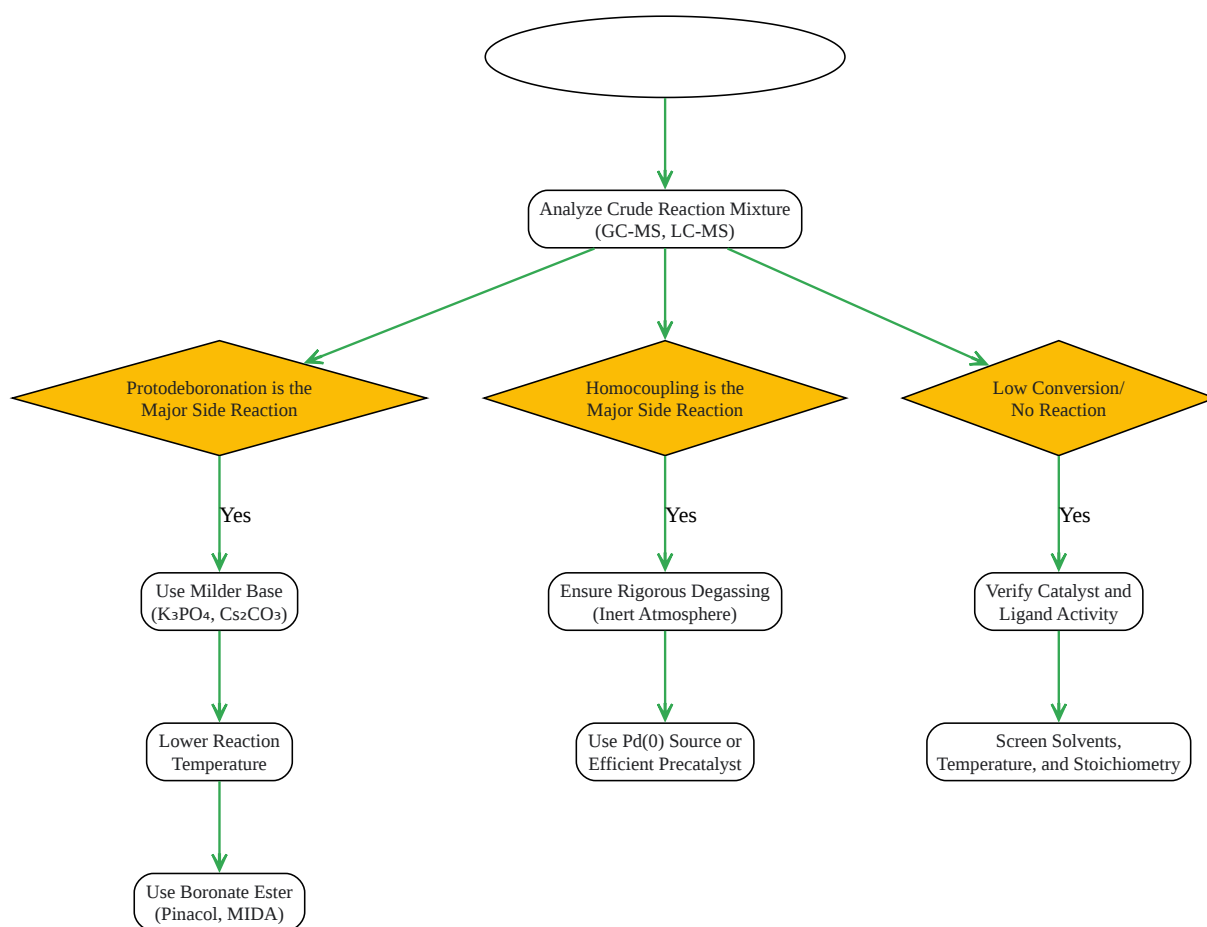 Analyze Crude Reaction Mixture
(GC-MS, LC-MS)
Protodeboronation is the
Major Side Reaction
Homocoupling is the
Major Side Reaction
Low Conversion/
No Reaction
Yes
Yes
Yes
Use Milder Base
(K₃PO₄, Cs₂CO₃)
Ensure Rigorous Degassing
(Inert Atmosphere)
Verify Catalyst and
Ligand Activity
Lower Reaction
Temperature
Use Pd(0) Source or
Efficient Precatalyst
Screen Solvents,
Temperature, and Stoichiometry
Use Boronate Ester
(Pinacol, MIDA)